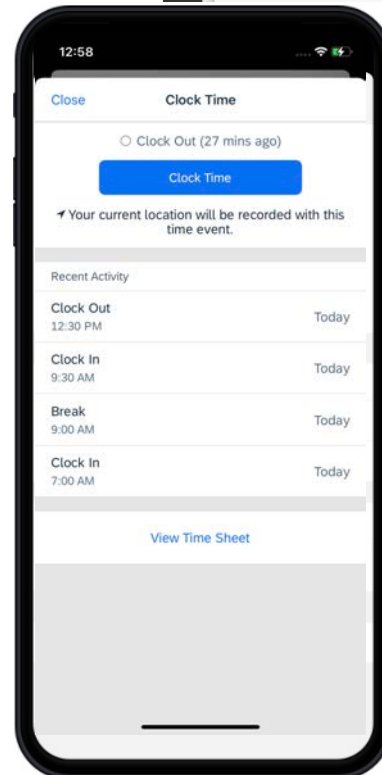 12:58
Close Clock Time
Clock Out (27 mins ago)
Clock Time
Your current location will be recorded with this
time event.
Recent Activity
Clock Out
12:30 PM
Today
Clock In
9:30 AM
Today
Break
9:00 AM
Today
Clock In
7:00 AM
Today
View Time Sheet